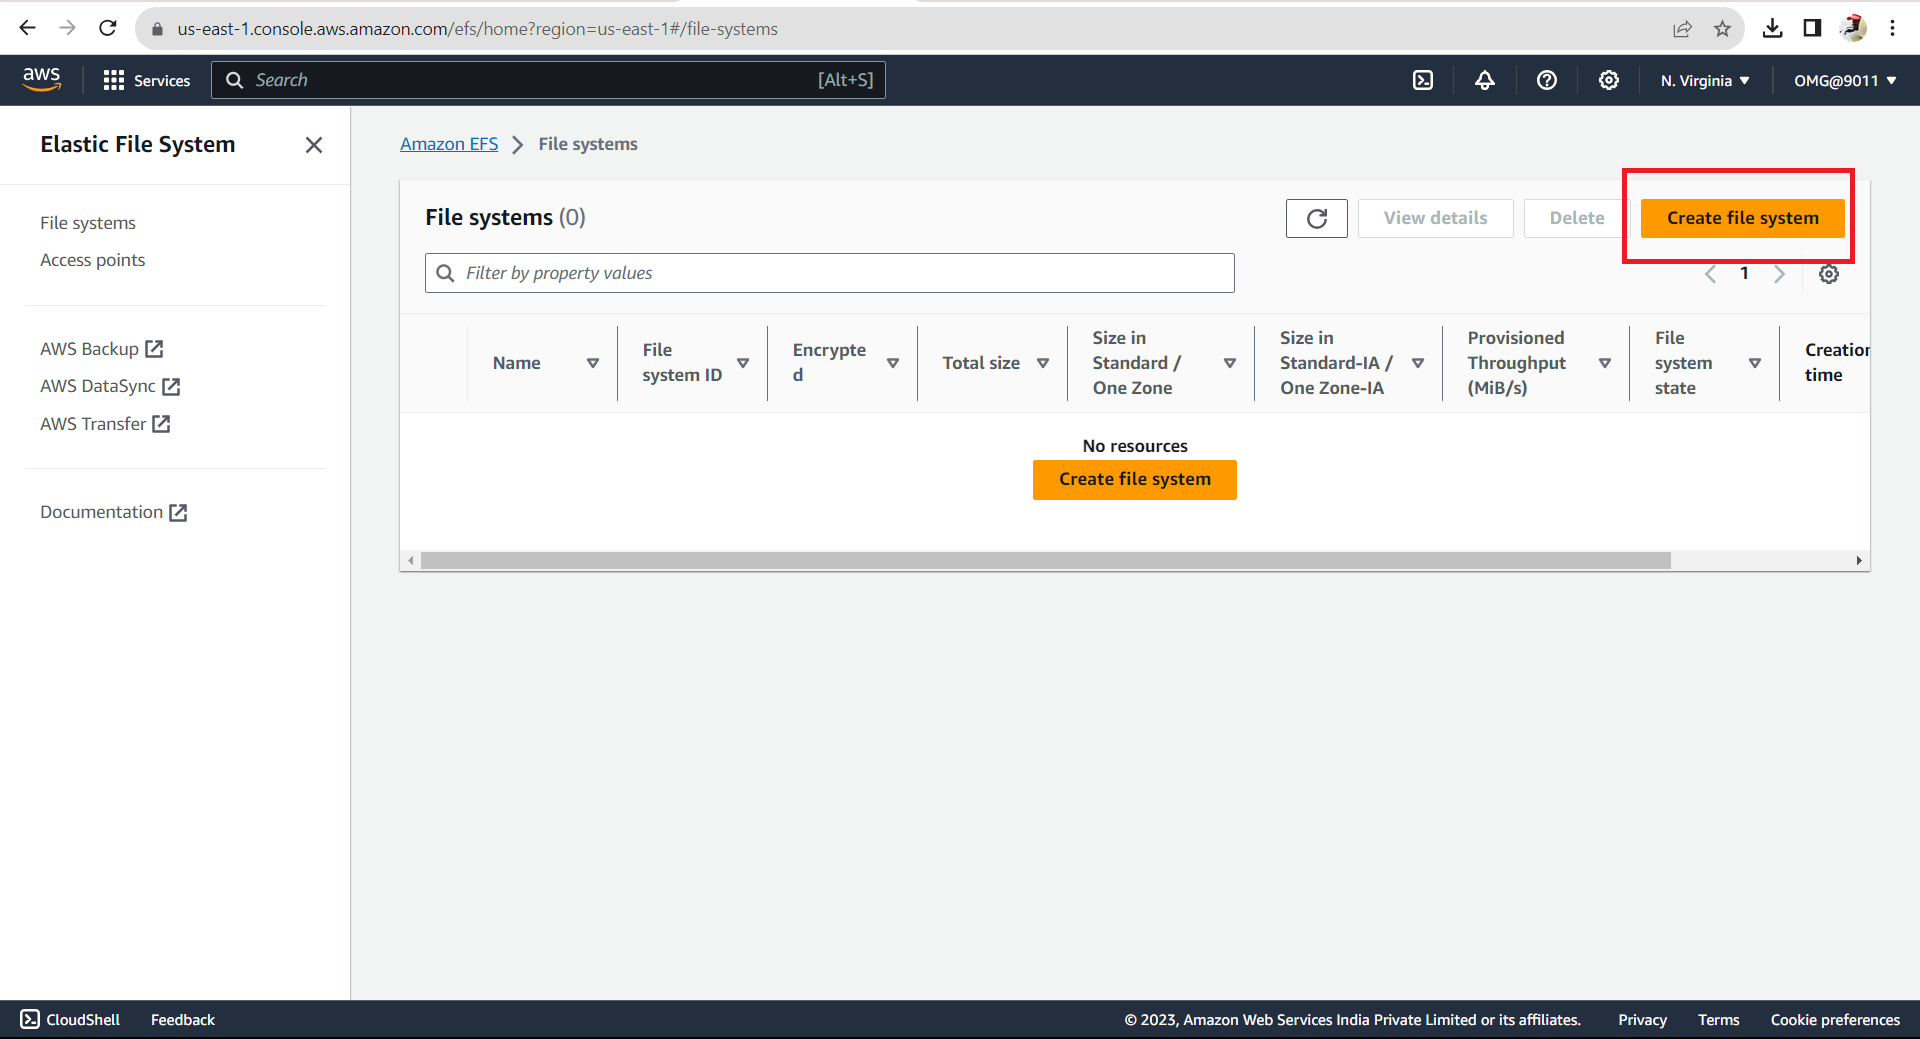 us-east-1.console.aws.amazon.com/efs/home?region=us-east-1#/file-systems
aws
Services
Search
[Alt+S]
N. Virginia
OMG@9011
Elastic File System
File systems
Access points
AWS Backup
AWS DataSync
AWS Transfer
Documentation
Amazon EFS
File systems
File systems (0)
View details
Delete
Create file system
Filter by property values
1
Name
File
system ID
Encrypte
d
Total size
Size in
Standard /
One Zone
Size in
Standard-IA /
One Zone-IA
Provisioned
Throughput
(MiB/s)
File
system
state
Creation
time
No resources
Create file system
CloudShell
Feedback
© 2023, Amazon Web Services India Private Limited or its affiliates.
Privacy
Terms
Cookie preferences